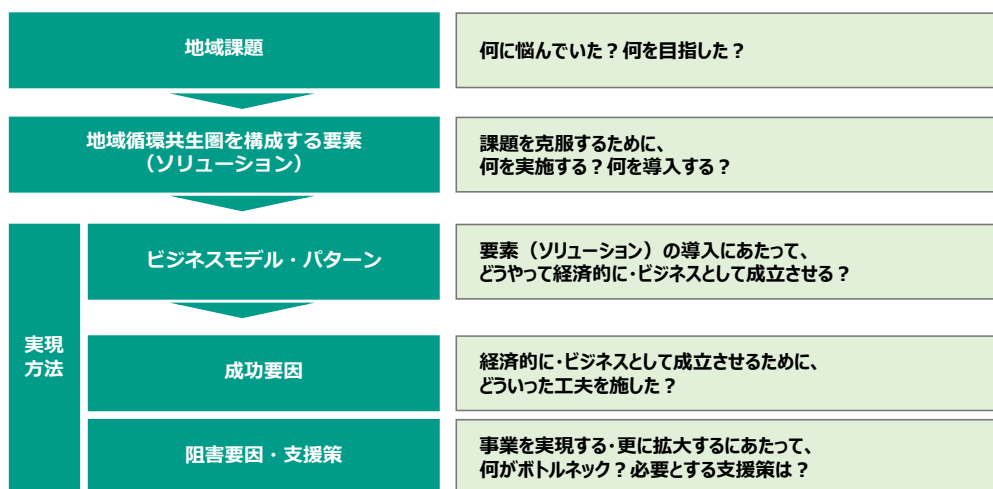 地域課題
何に悩んでいた？何を目指した？
地域循環共生圏を構成する要素
（ソリューション）
課題を克服するために、
何を実施する？何を導入する？
実現
方法
ビジネスモデル・パターン
要素（ソリューション）の導入にあたって、
どうやって経済的に・ビジネスとして成立させる？
成功要因
経済的に・ビジネスとして成立させるために、
どういった工夫を施した？
阻害要因・支援策
事業を実現する・更に拡大するにあたって、
何がボトルネック？必要とする支援策は？